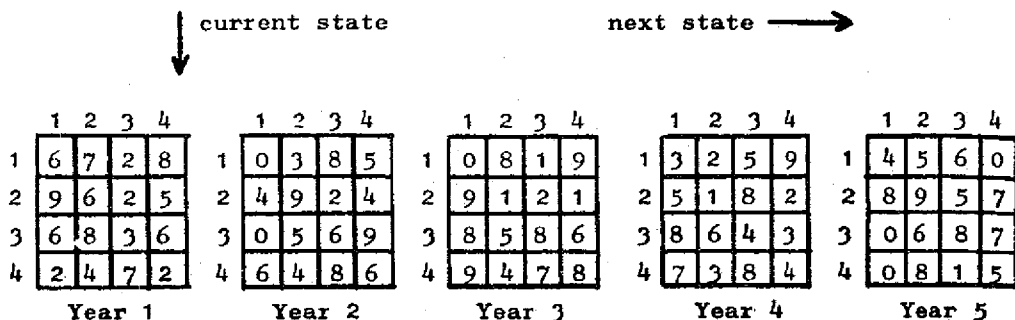 current state next state
1 2 3 4 1 2 3 4 1 2 3 4 1 2 3 4 1 2 3 4
1 6 7 2 8 1 0 3 8 5 1 0 8 1 9 1 3 2 5 9 1 4 5 6 0
2 9 6 2 5 2 4 9 2 4 2 9 1 2 1 2 5 1 8 2 2 8 9 5 7
3 6 8 3 6 3 0 5 6 9 3 8 5 8 6 3 8 6 4 3 3 0 6 8 7
4 2 4 7 2 4 6 4 8 6 4 9 4 7 8 4 7 3 8 4 4 0 8 1 5
Year 1 Year 2 Year 3 Year 4 Year 5